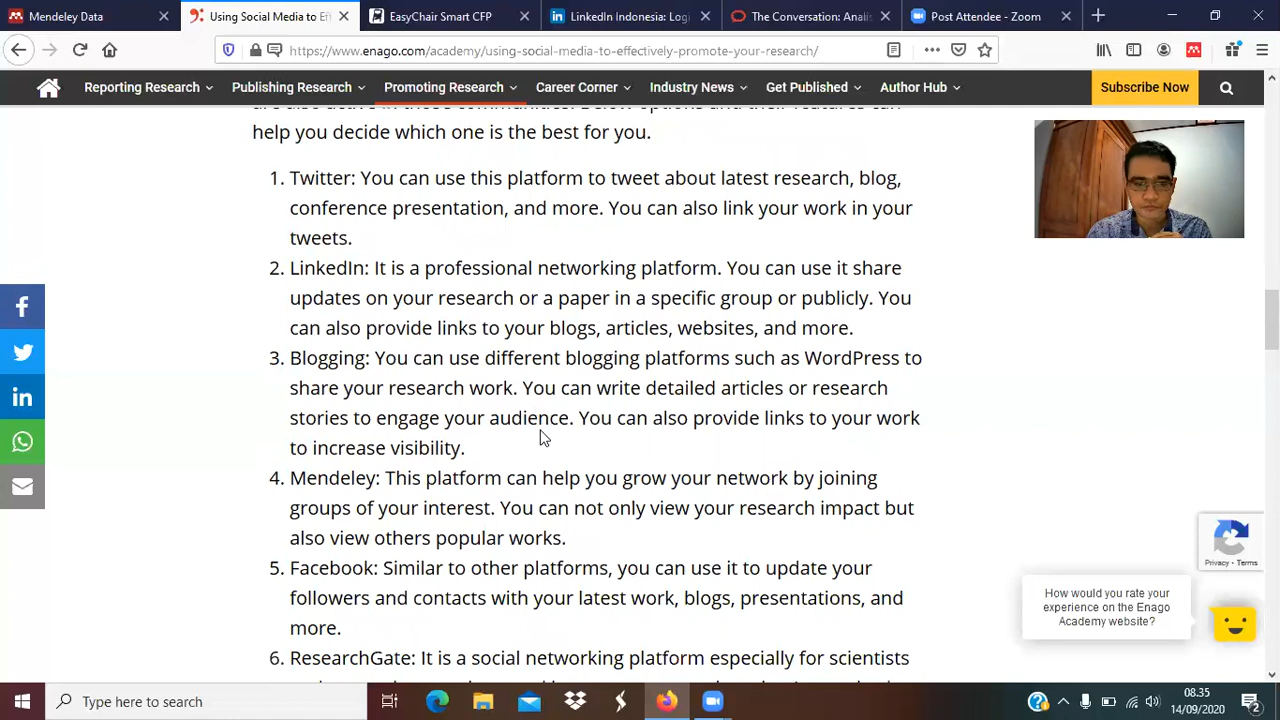 Mendeley Data
Using Social Media to Ef
EasyChair Smart CFP
LinkedIn Indonesia: Log
The Conversation: Anali
Post Attendee - Zoom
https://www.enago.com/academy/using-social-media-to-effectively-promote-your-research/
Reporting Research
Publishing Research
Promoting Research
Career Corner
Industry News
Get Published
Author Hub
Subscribe Now
help you decide which one is the best for you.
1. Twitter: You can use this platform to tweet about latest research, blog,
conference presentation, and more. You can also link your work in your
tweets.
2. LinkedIn: It is a professional networking platform. You can use it share
updates on your research or a paper in a specific group or publicly. You
can also provide links to your blogs, articles, websites, and more.
3. Blogging: You can use different blogging platforms such as WordPress to
share your research work. You can write detailed articles or research
stories to engage your audience. You can also provide links to your work
to increase visibility.
4. Mendeley: This platform can help you grow your network by joining
groups of your interest. You can not only view your research impact but
also view others popular works.
5. Facebook: Similar to other platforms, you can use it to update your
followers and contacts with your latest work, blogs, presentations, and
more.
6. ResearchGate: It is a social networking platform especially for scientists
Privacy - Terms
How would you rate your
experience on the Enago
Academy website?
Type here to search
08.35
14/09/2020
2